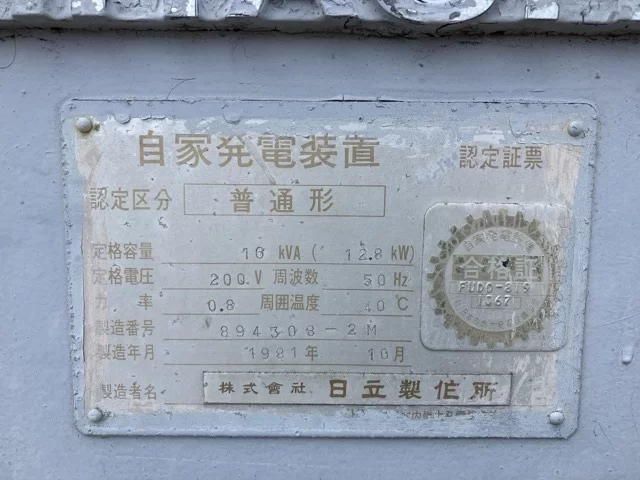 自家発電装置
認定証票
認定区分 普通形
定格容量 10 kVA ( 12.8 kW)
定格電圧 200 V 周波数 50 Hz
力率 0.8 周囲温度 40 ℃
製造番号 894308-2M
製造年月 1981年 10月
製造者名 株式會社 日立製作所
合格証
FUD0-219
1567